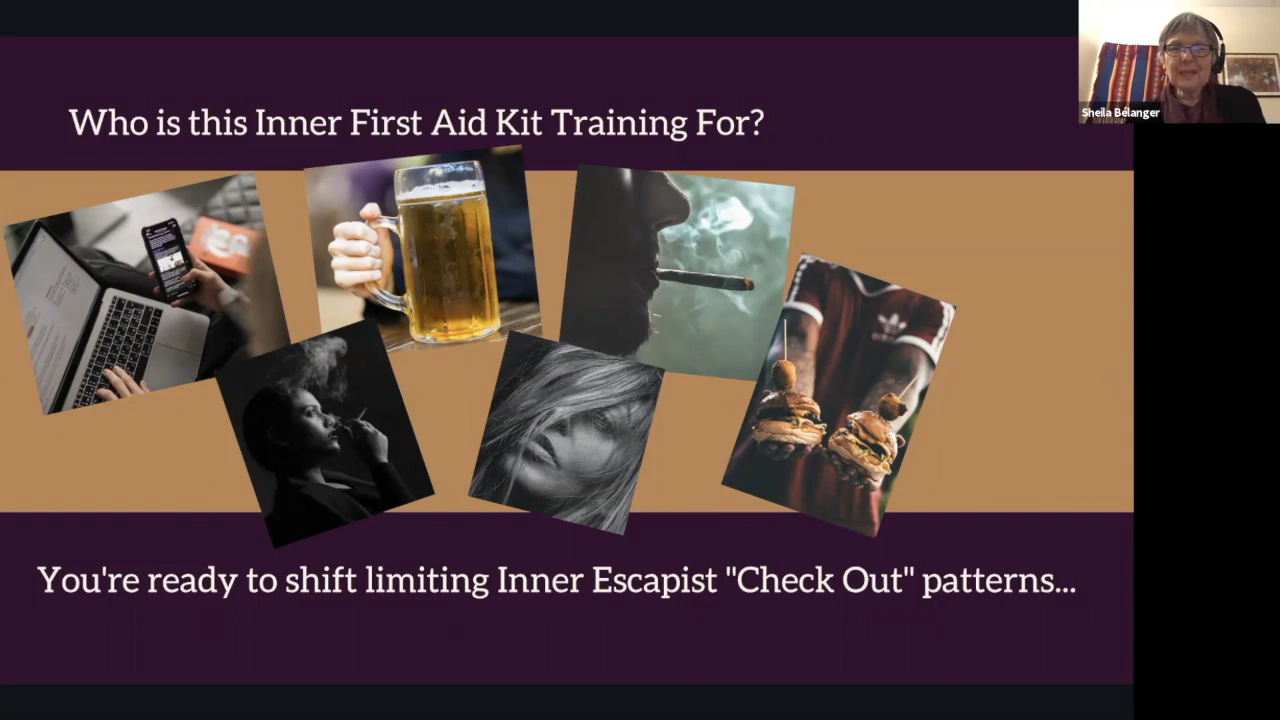 Sheila Bélanger
Who is this Inner First Aid Kit Training For?
You're ready to shift limiting Inner Escapist "Check Out" patterns...